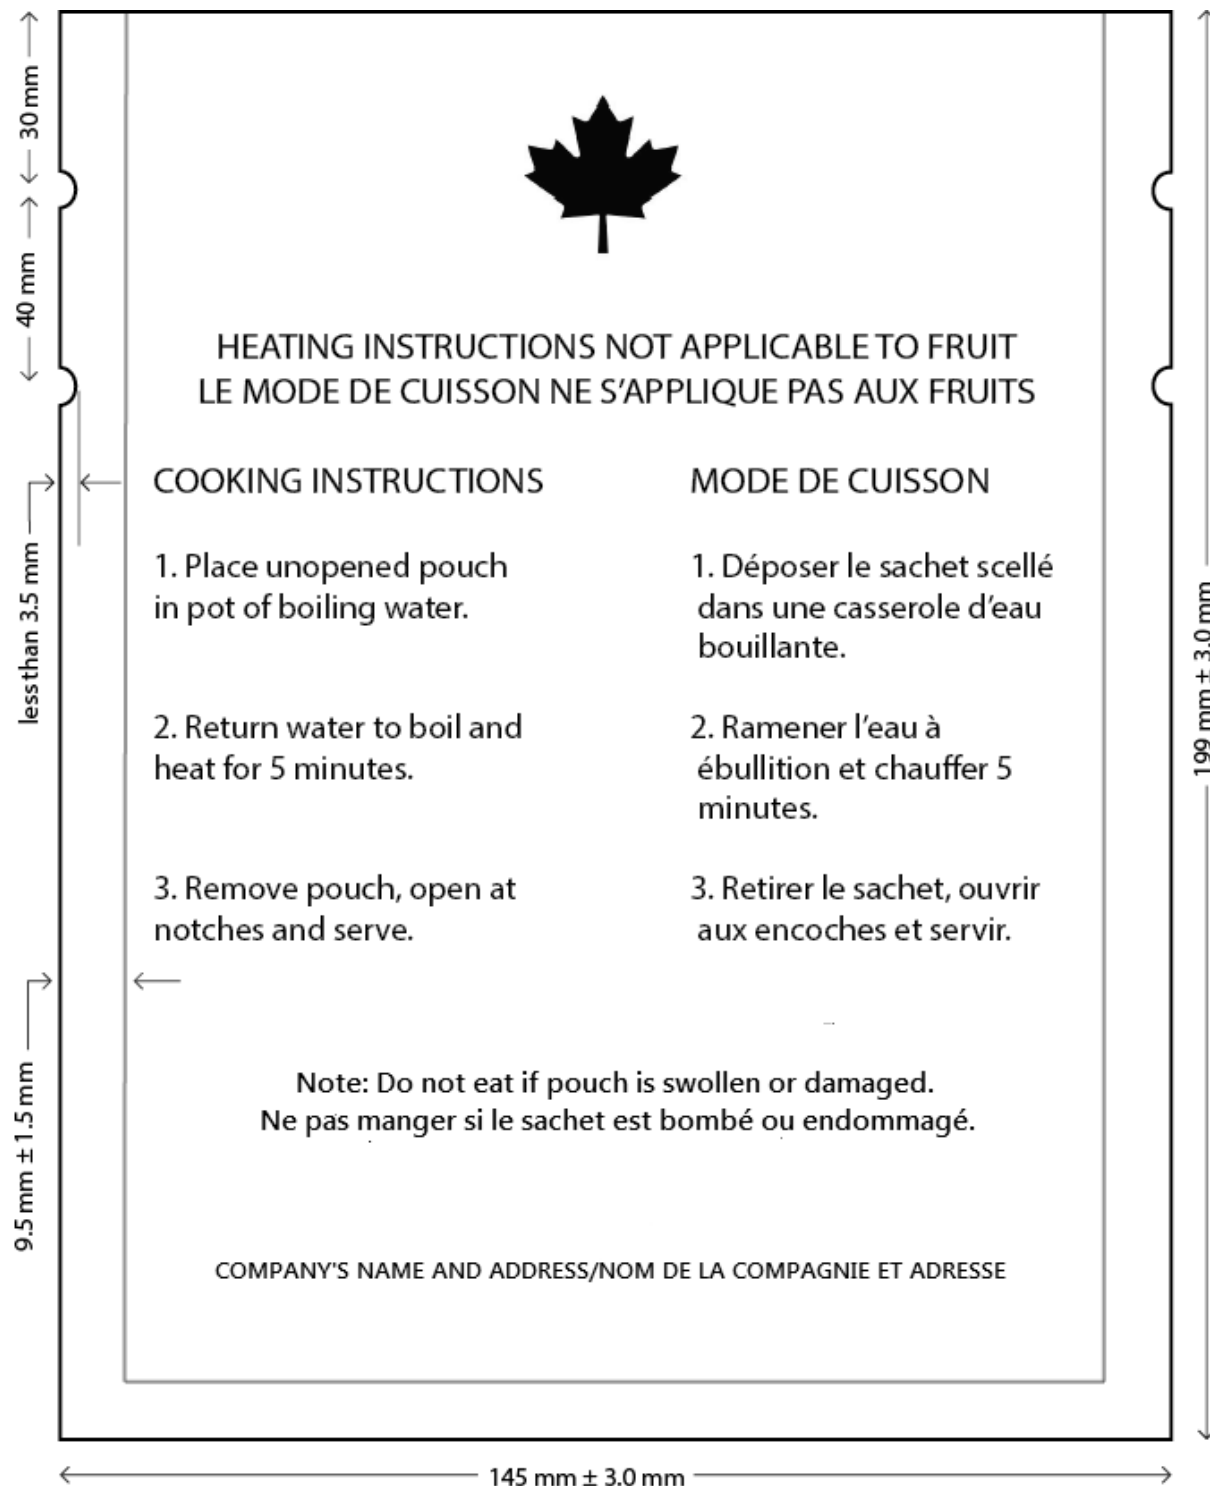 30 mm
40 mm
HEATING INSTRUCTIONS NOT APPLICABLE TO FRUIT
LE MODE DE CUISSON NE S'APPLIQUE PAS AUX FRUITS
COOKING INSTRUCTIONS
1. Place unopened pouch
in pot of boiling water.
2. Return water to boil and
heat for 5 minutes.
3. Remove pouch, open at
notches and serve.
MODE DE CUISSON
1. Déposer le sachet scellé
dans une casserole d'eau
bouillante.
2. Ramener l'eau à
ébullition et chauffer 5
minutes.
3. Retirer le sachet, ouvrir
aux encoches et servir.
less than 3.5 mm
199 mm ± 3.0 mm
9.5 mm ± 1.5 mm
Note: Do not eat if pouch is swollen or damaged.
Ne pas manger si le sachet est bombé ou endommagé.
COMPANY'S NAME AND ADDRESS/NOM DE LA COMPAGNIE ET ADRESSE
145 mm ± 3.0 mm